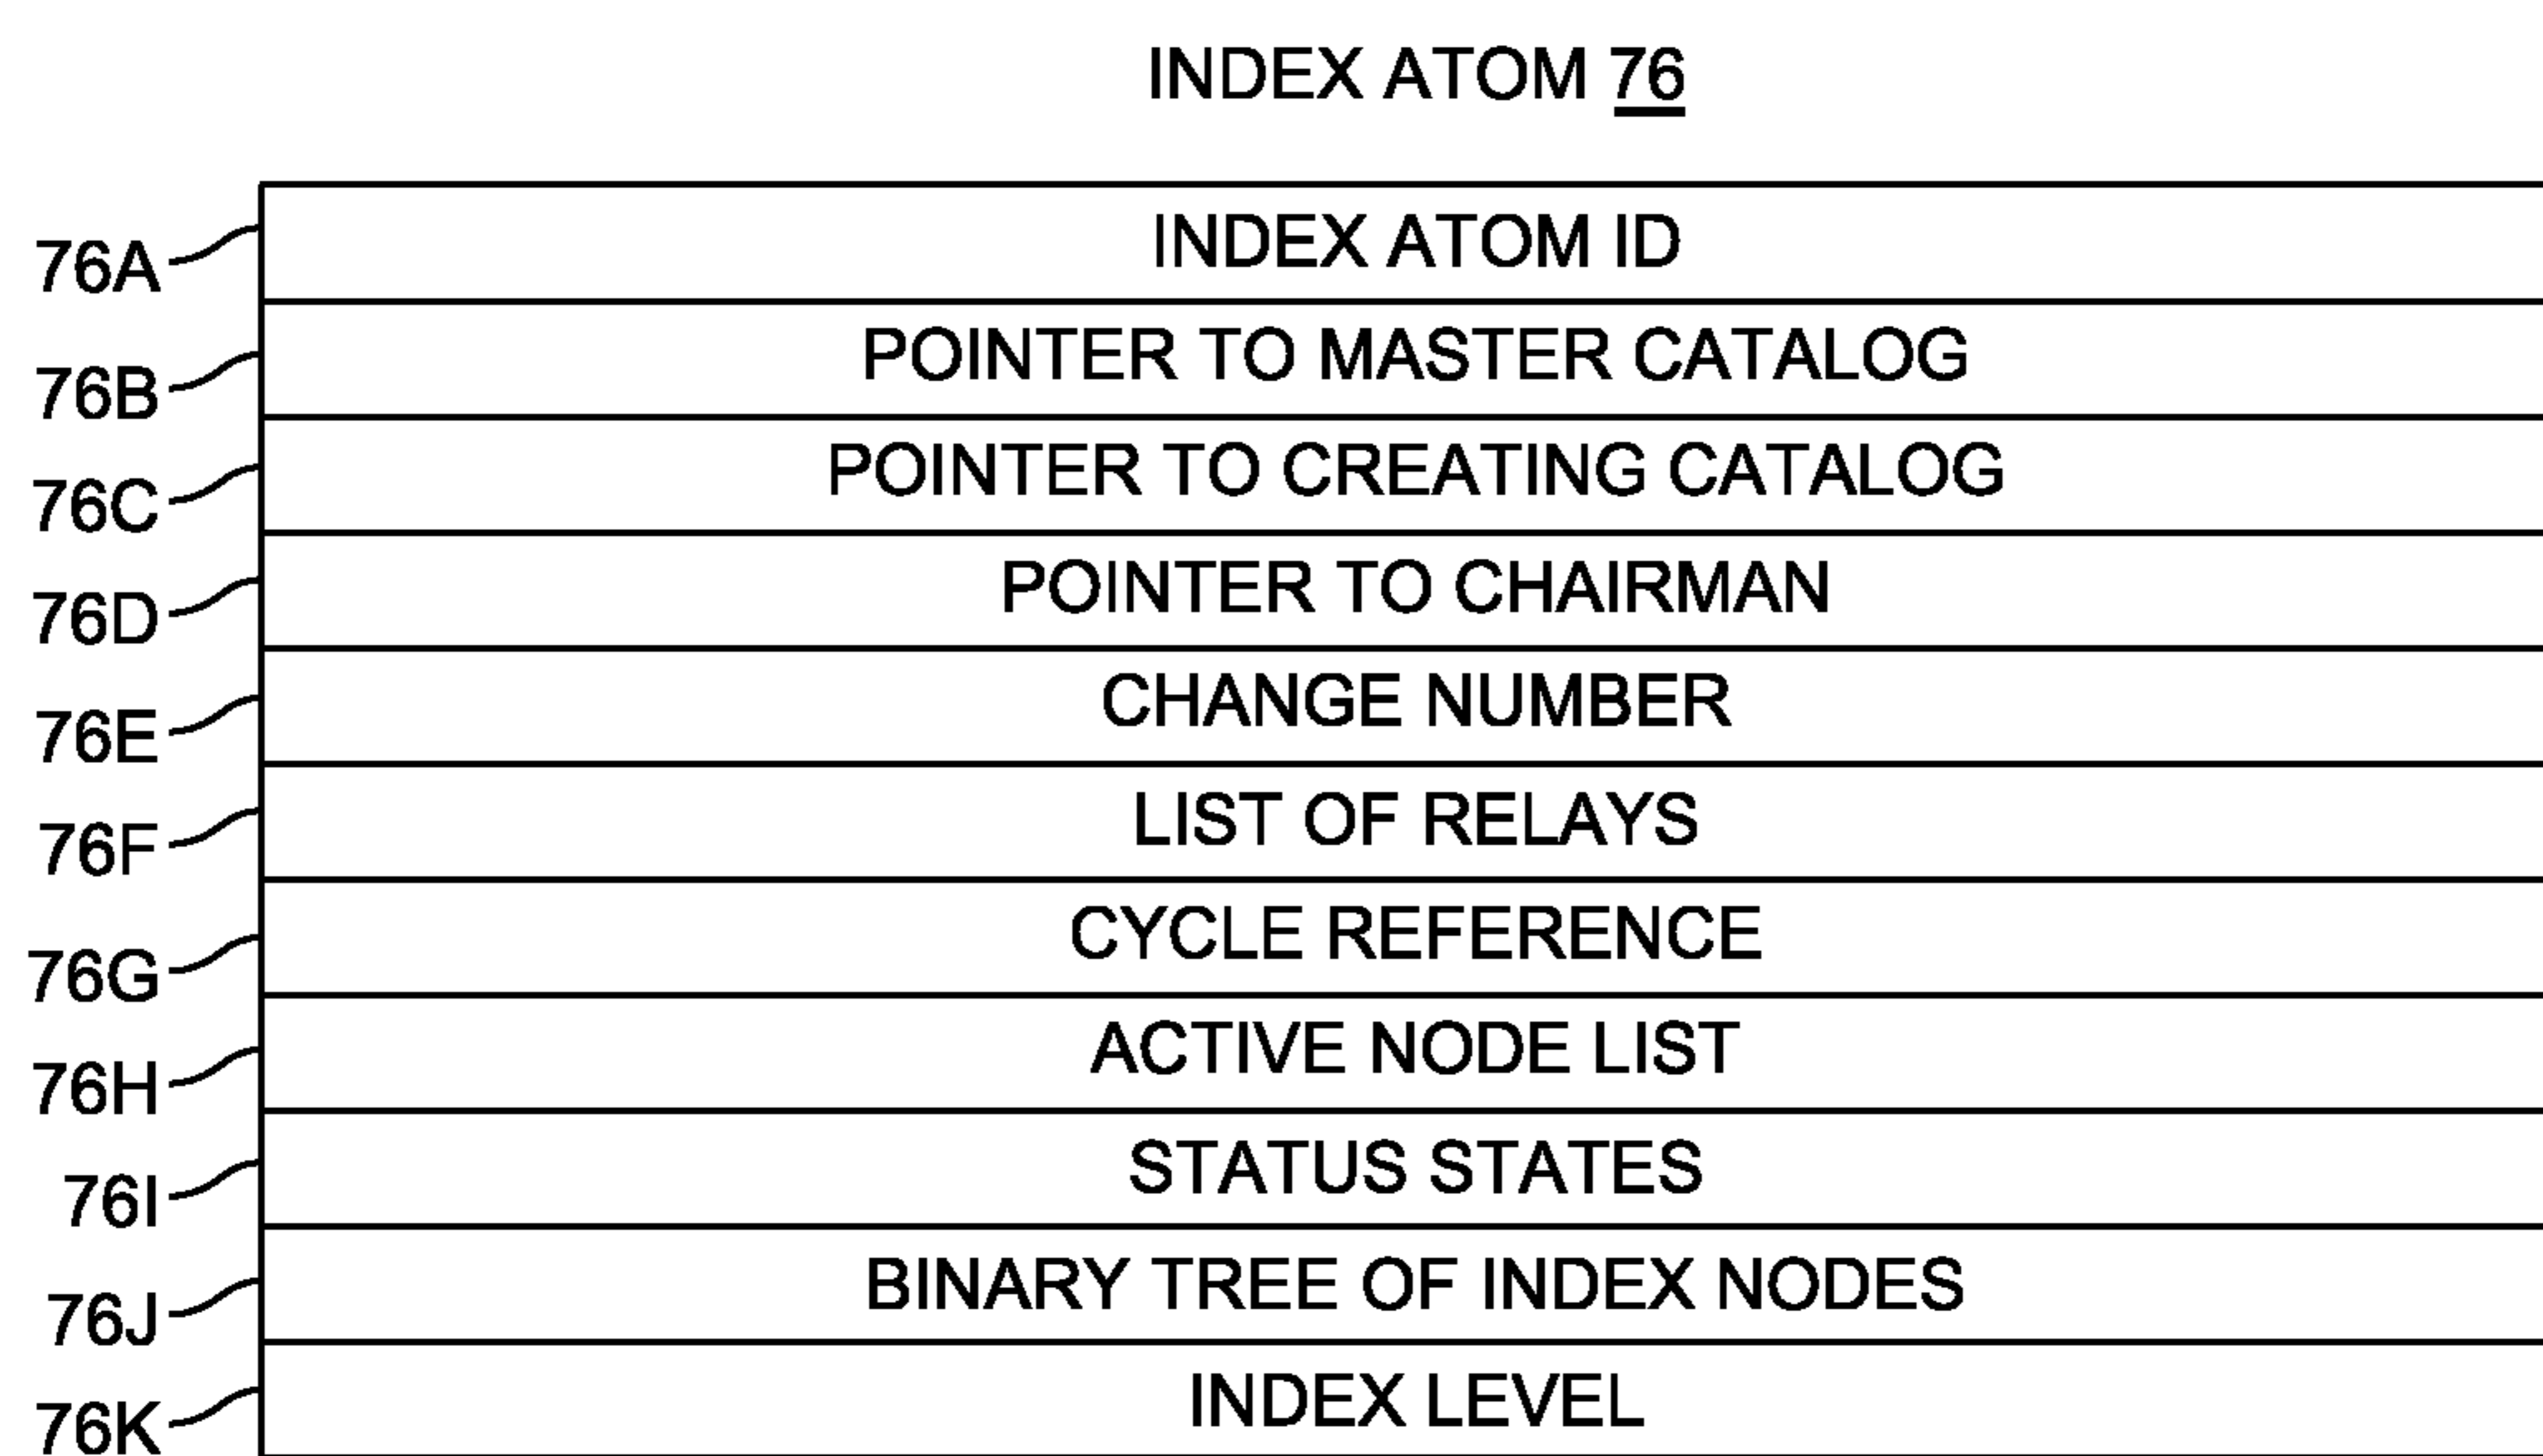 INDEX ATOM 76
76A INDEX ATOM ID
76B POINTER TO MASTER CATALOG
76C POINTER TO CREATING CATALOG
76D POINTER TO CHAIRMAN
76E CHANGE NUMBER
76F LIST OF RELAYS
76G CYCLE REFERENCE
76H ACTIVE NODE LIST
76I STATUS STATES
76J BINARY TREE OF INDEX NODES
76K INDEX LEVEL